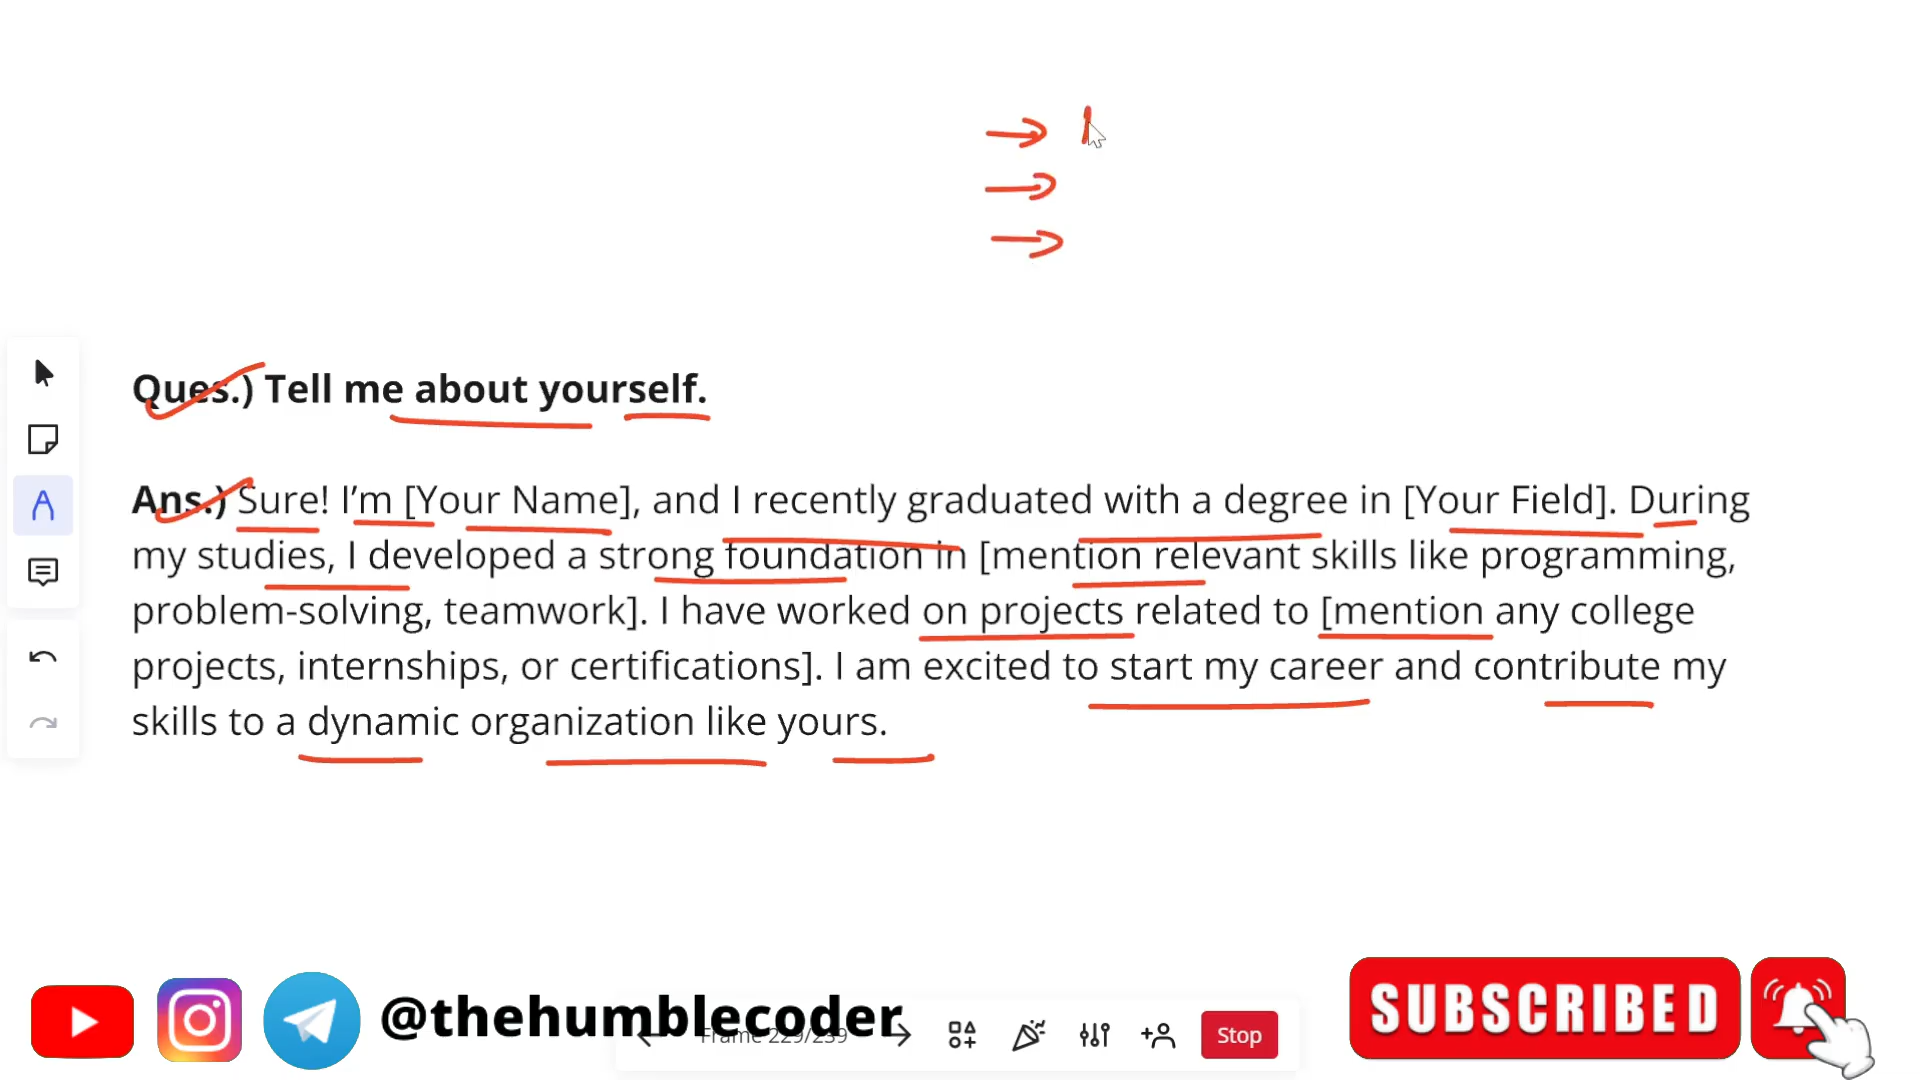 Ques.) Tell me about yourself.
Ans.) Sure! I’m [Your Name], and I recently graduated with a degree in [Your Field]. During
my studies, I developed a strong foundation in [mention relevant skills like programming,
problem-solving, teamwork]. I have worked on projects related to [mention any college
projects, internships, or certifications]. I am excited to start my career and contribute my
skills to a dynamic organization like yours.
@thehumblecoder
Frame 229/239
Stop
SUBSCRIBED